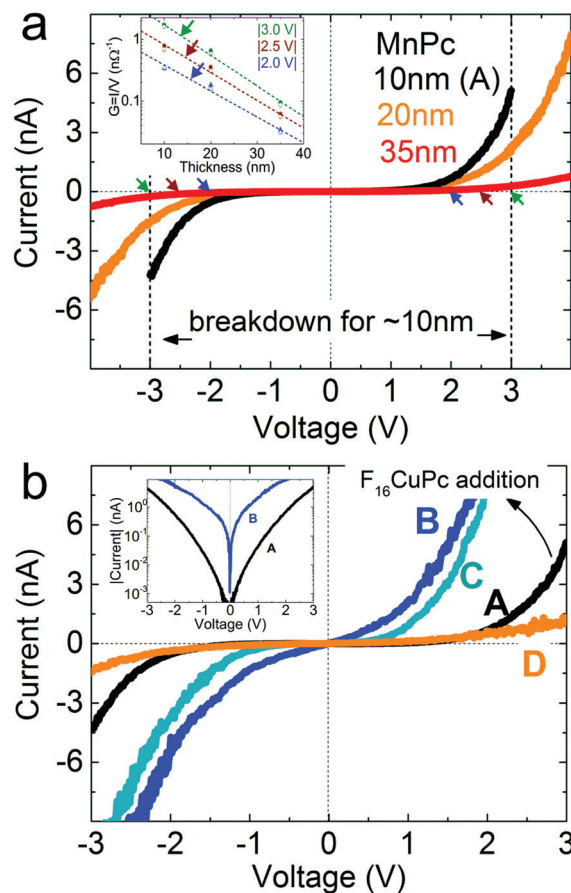 a
G=I/V (nΩ⁻¹)
1
0.1
|3.0 V|
|2.5 V|
|2.0 V|
0 10 20 30 40
Thickness (nm)
MnPc
10nm (A)
20nm
35nm
Current (nA)
6
3
0
-3
-6
breakdown for ~10nm
-3 -2 -1 0 1 2 3
Voltage (V)
b
F₁₆CuPc addition
|Current| (nA)
10⁰
10⁻¹
10⁻²
10⁻³
B
A
-3 -2 -1 0 1 2 3
Voltage (V)
B
C
A
D
Current (nA)
6
3
0
-3
-6
-3 -2 -1 0 1 2 3
Voltage (V)